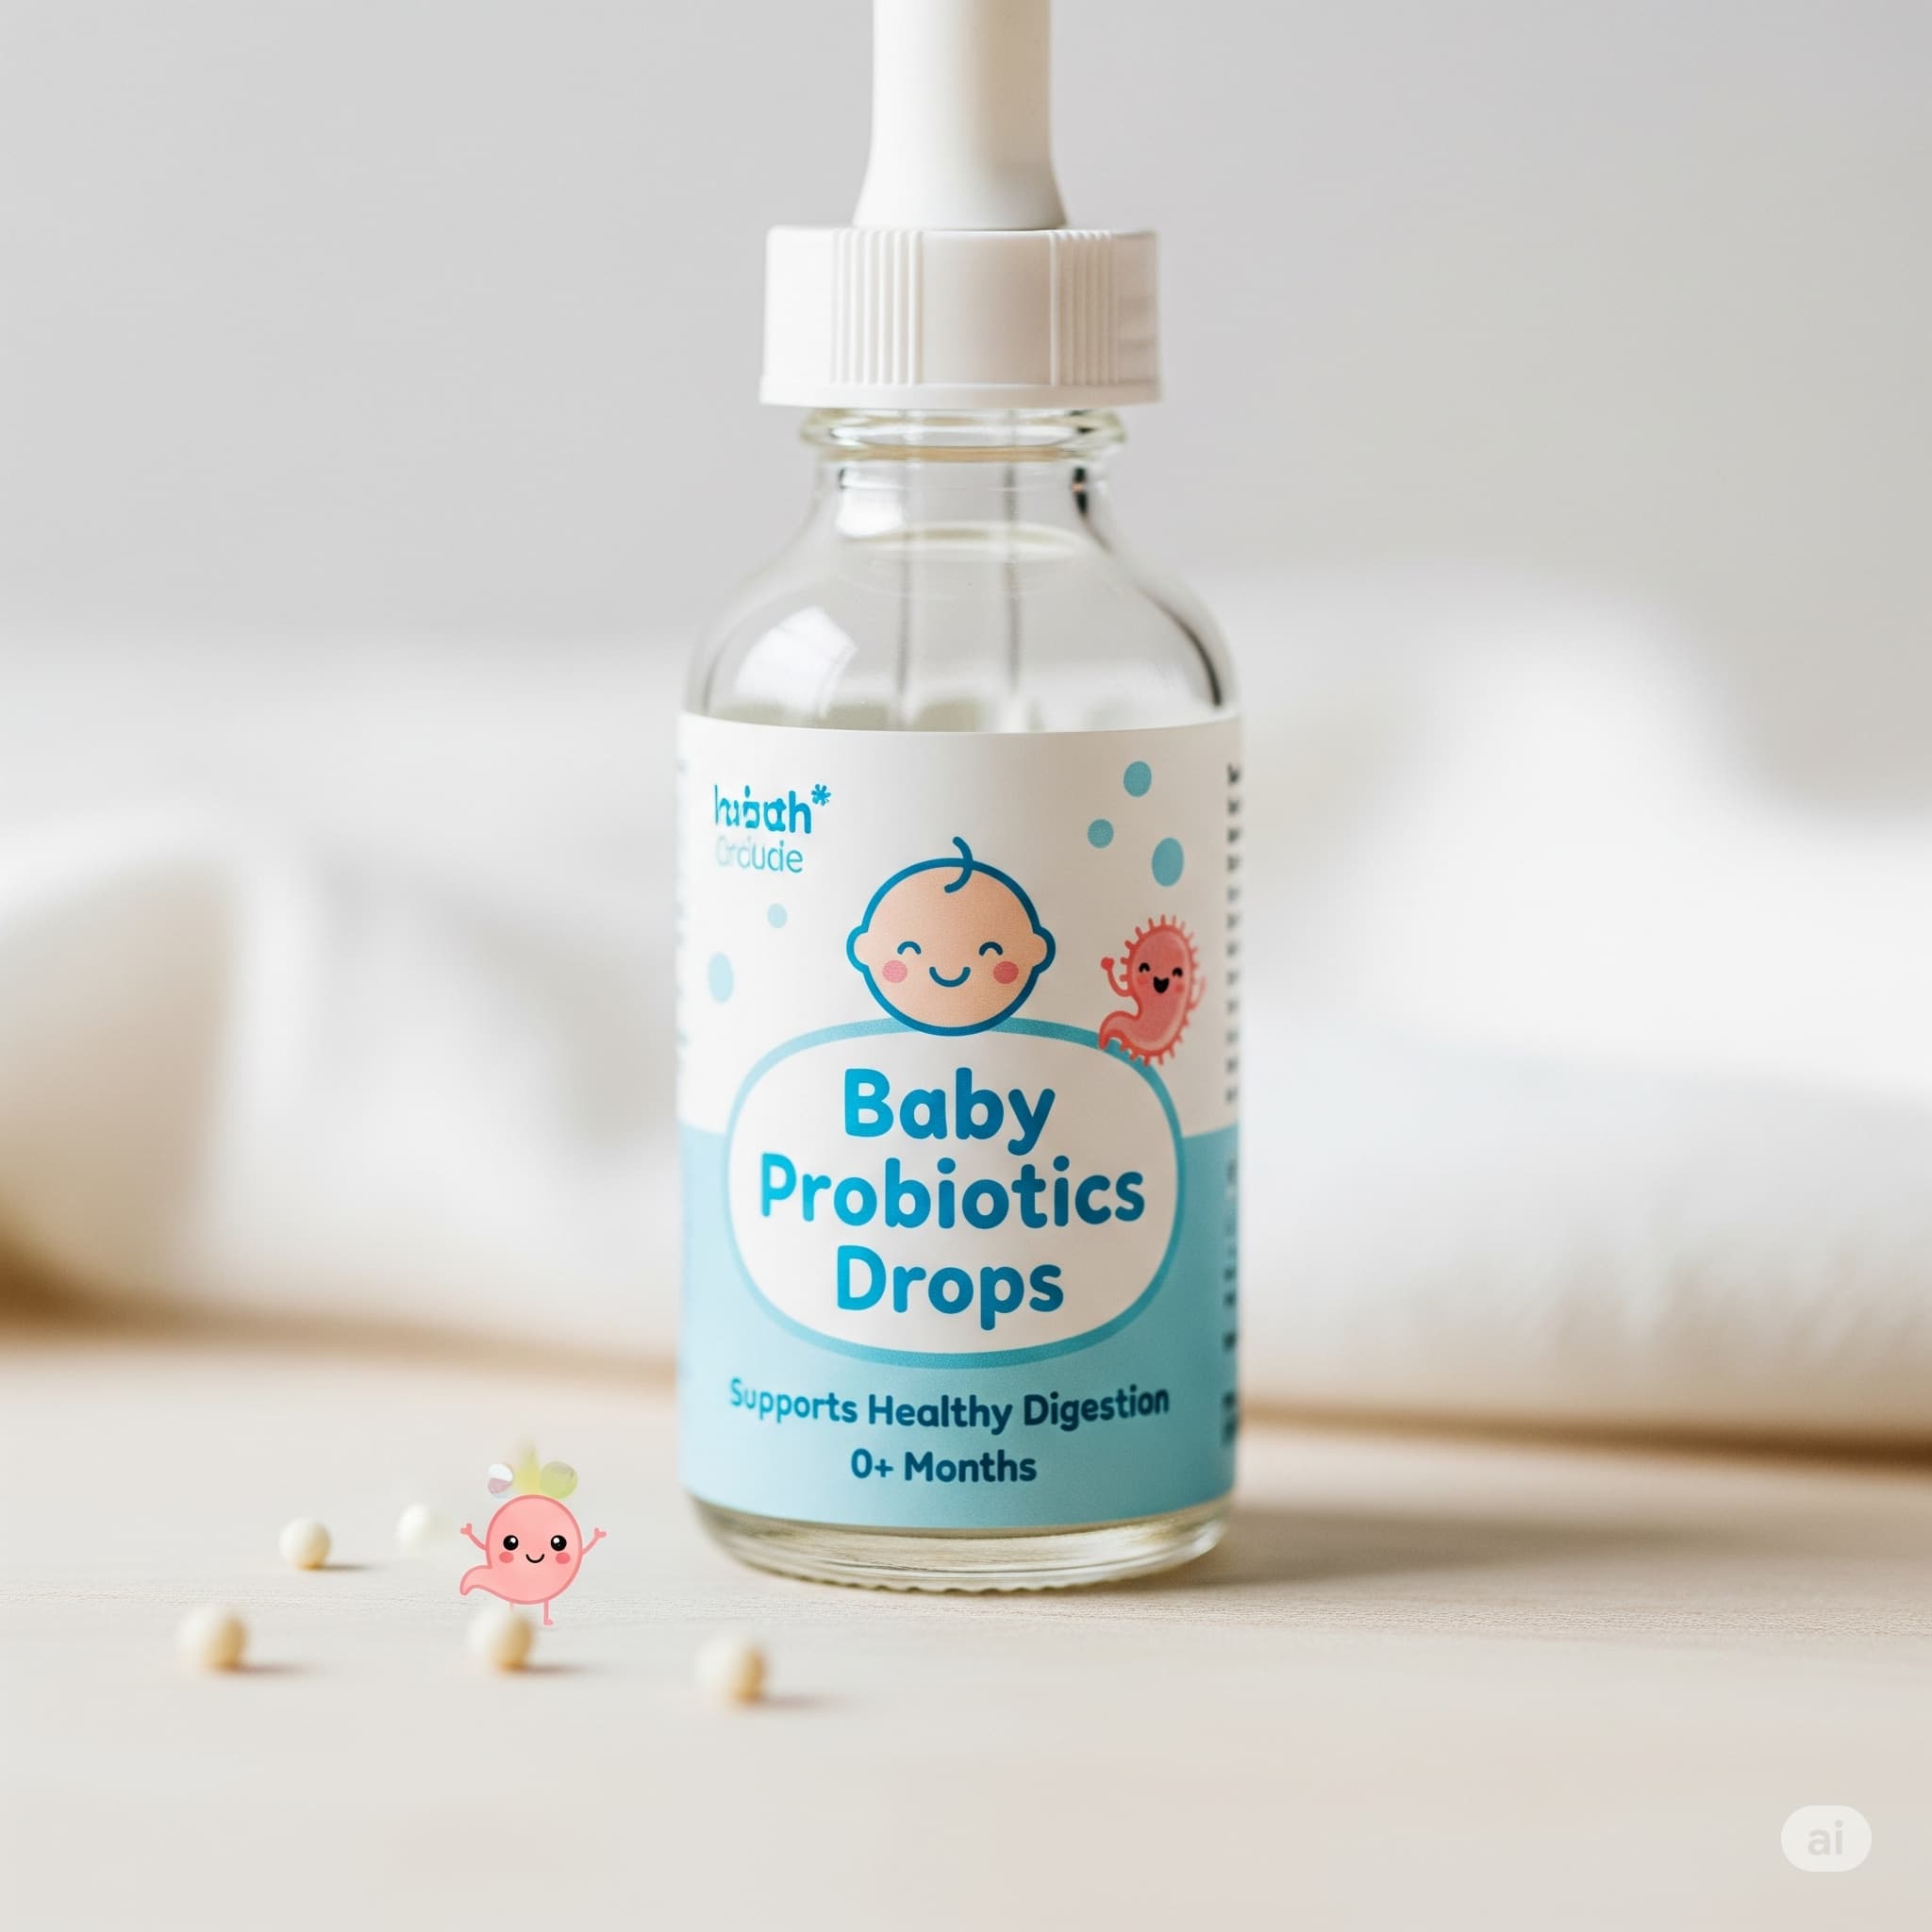 Baby
Probiotics
Drops
Supports Healthy Digestion
0+ Months
ai